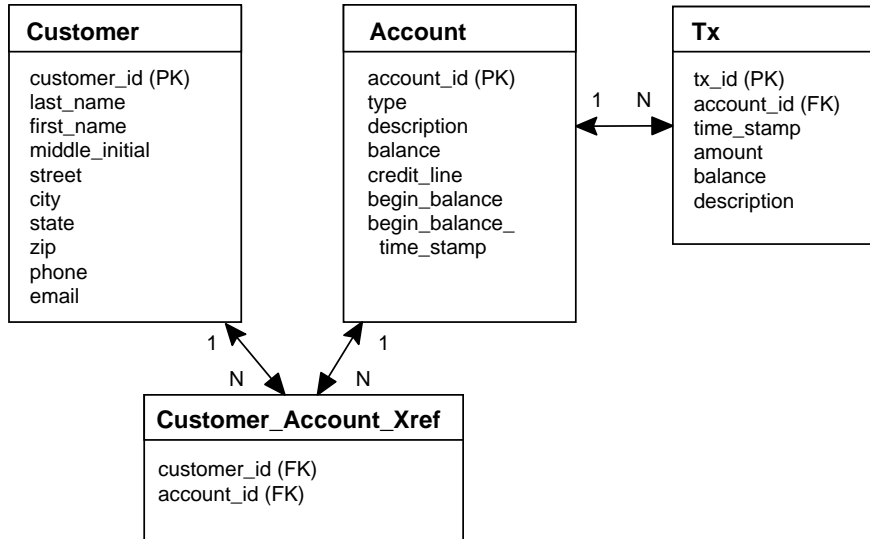 Customer
customer_id (PK)
last_name
first_name
middle_initial
street
city
state
zip
phone
email
Account
account_id (PK)
type
description
balance
credit_line
begin_balance
begin_balance_
time_stamp
1 N
Tx
tx_id (PK)
account_id (FK)
time_stamp
amount
balance
description
1
N
1
N
Customer_Account_Xref
customer_id (FK)
account_id (FK)